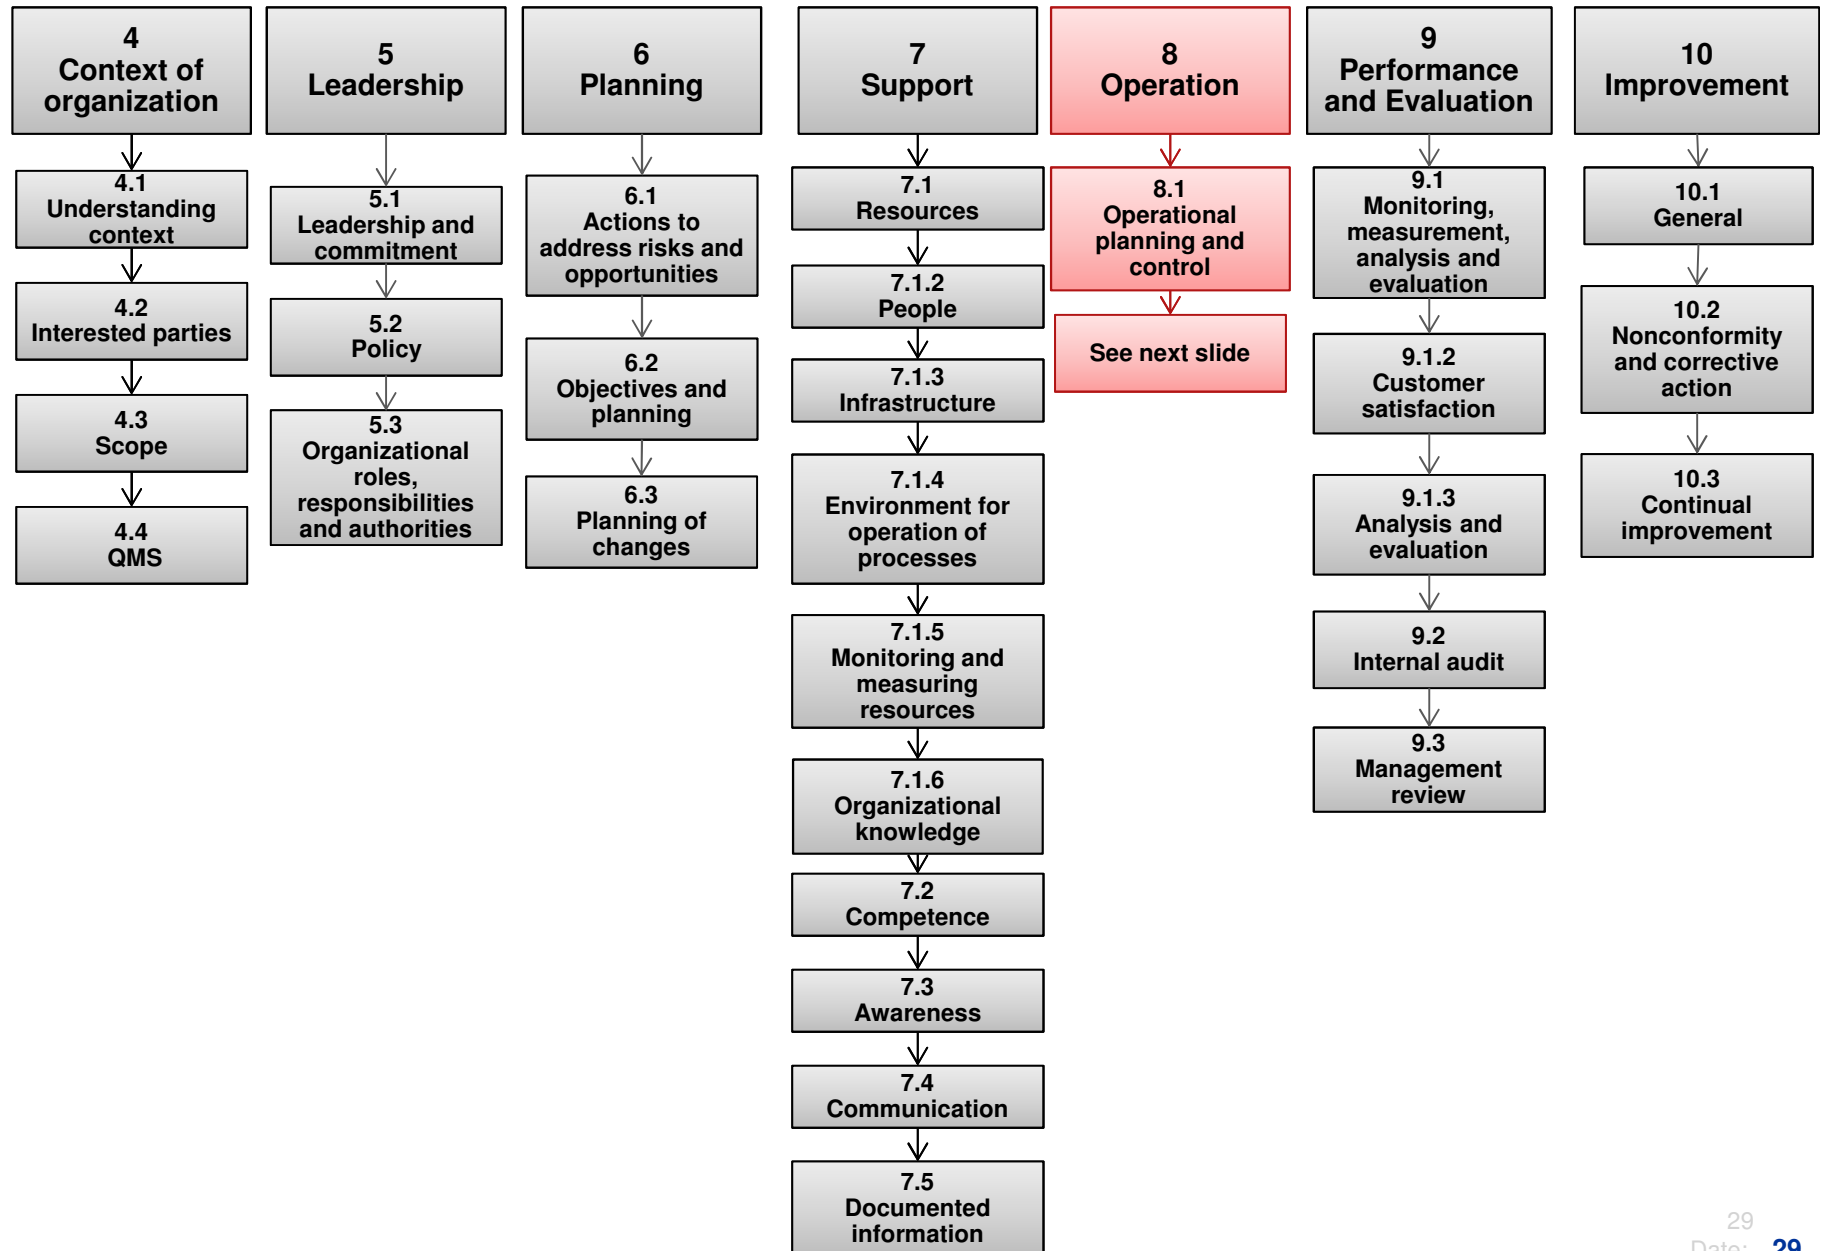 4
Context of
organization
4.1
Understanding
context
4.2
Interested parties
4.3
Scope
4.4
QMS
5
Leadership
5.1
Leadership and
commitment
5.2
Policy
5.3
Organizational
roles,
responsibilities
and authorities
6
Planning
6.1
Actions to
address risks and
opportunities
6.2
Objectives and
planning
6.3
Planning of
changes
7
Support
7.1
Resources
7.1.2
People
7.1.3
Infrastructure
7.1.4
Environment for
operation of
processes
7.1.5
Monitoring and
measuring
resources
7.1.6
Organizational
knowledge
7.2
Competence
7.3
Awareness
7.4
Communication
7.5
Documented
information
8
Operation
8.1
Operational
planning and
control
See next slide
9
Performance
and Evaluation
9.1
Monitoring,
measurement,
analysis and
evaluation
9.1.2
Customer
satisfaction
9.1.3
Analysis and
evaluation
9.2
Internal audit
9.3
Management
review
10
Improvement
10.1
General
10.2
Nonconformity
and corrective
action
10.3
Continual
improvement
29
Date: 29